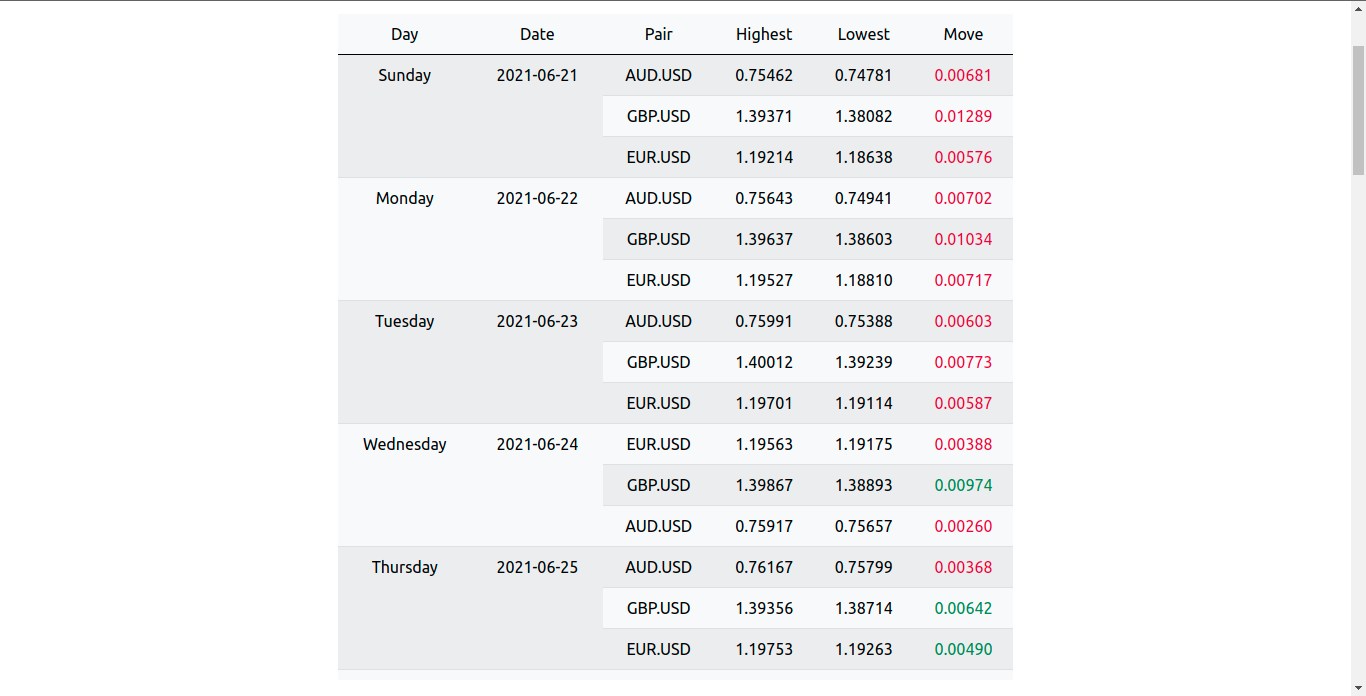 Day Date Pair Highest Lowest Move
Sunday 2021-06-21 AUD.USD 0.75462 0.74781 0.00681
GBP.USD 1.39371 1.38082 0.01289
EUR.USD 1.19214 1.18638 0.00576
Monday 2021-06-22 AUD.USD 0.75643 0.74941 0.00702
GBP.USD 1.39637 1.38603 0.01034
EUR.USD 1.19527 1.18810 0.00717
Tuesday 2021-06-23 AUD.USD 0.75991 0.75388 0.00603
GBP.USD 1.40012 1.39239 0.00773
EUR.USD 1.19701 1.19114 0.00587
Wednesday 2021-06-24 EUR.USD 1.19563 1.19175 0.00388
GBP.USD 1.39867 1.38893 0.00974
AUD.USD 0.75917 0.75657 0.00260
Thursday 2021-06-25 AUD.USD 0.76167 0.75799 0.00368
GBP.USD 1.39356 1.38714 0.00642
EUR.USD 1.19753 1.19263 0.00490